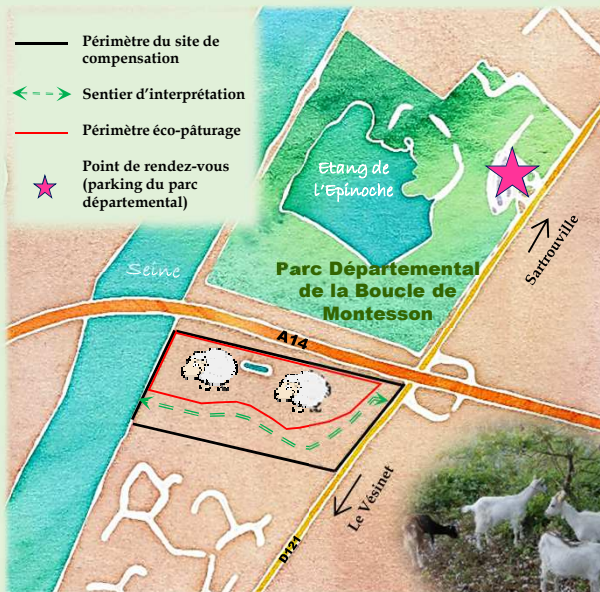 Périmètre du site de
compensation
Sentier d'interprétation
Périmètre éco-pâturage
Point de rendez-vous
(parking du parc
départemental)
Etang de
l'Epinoche
Seine
Sartrouville
Parc Départemental
de la Boucle de
Montesson
A14
Le Vésinet
D121